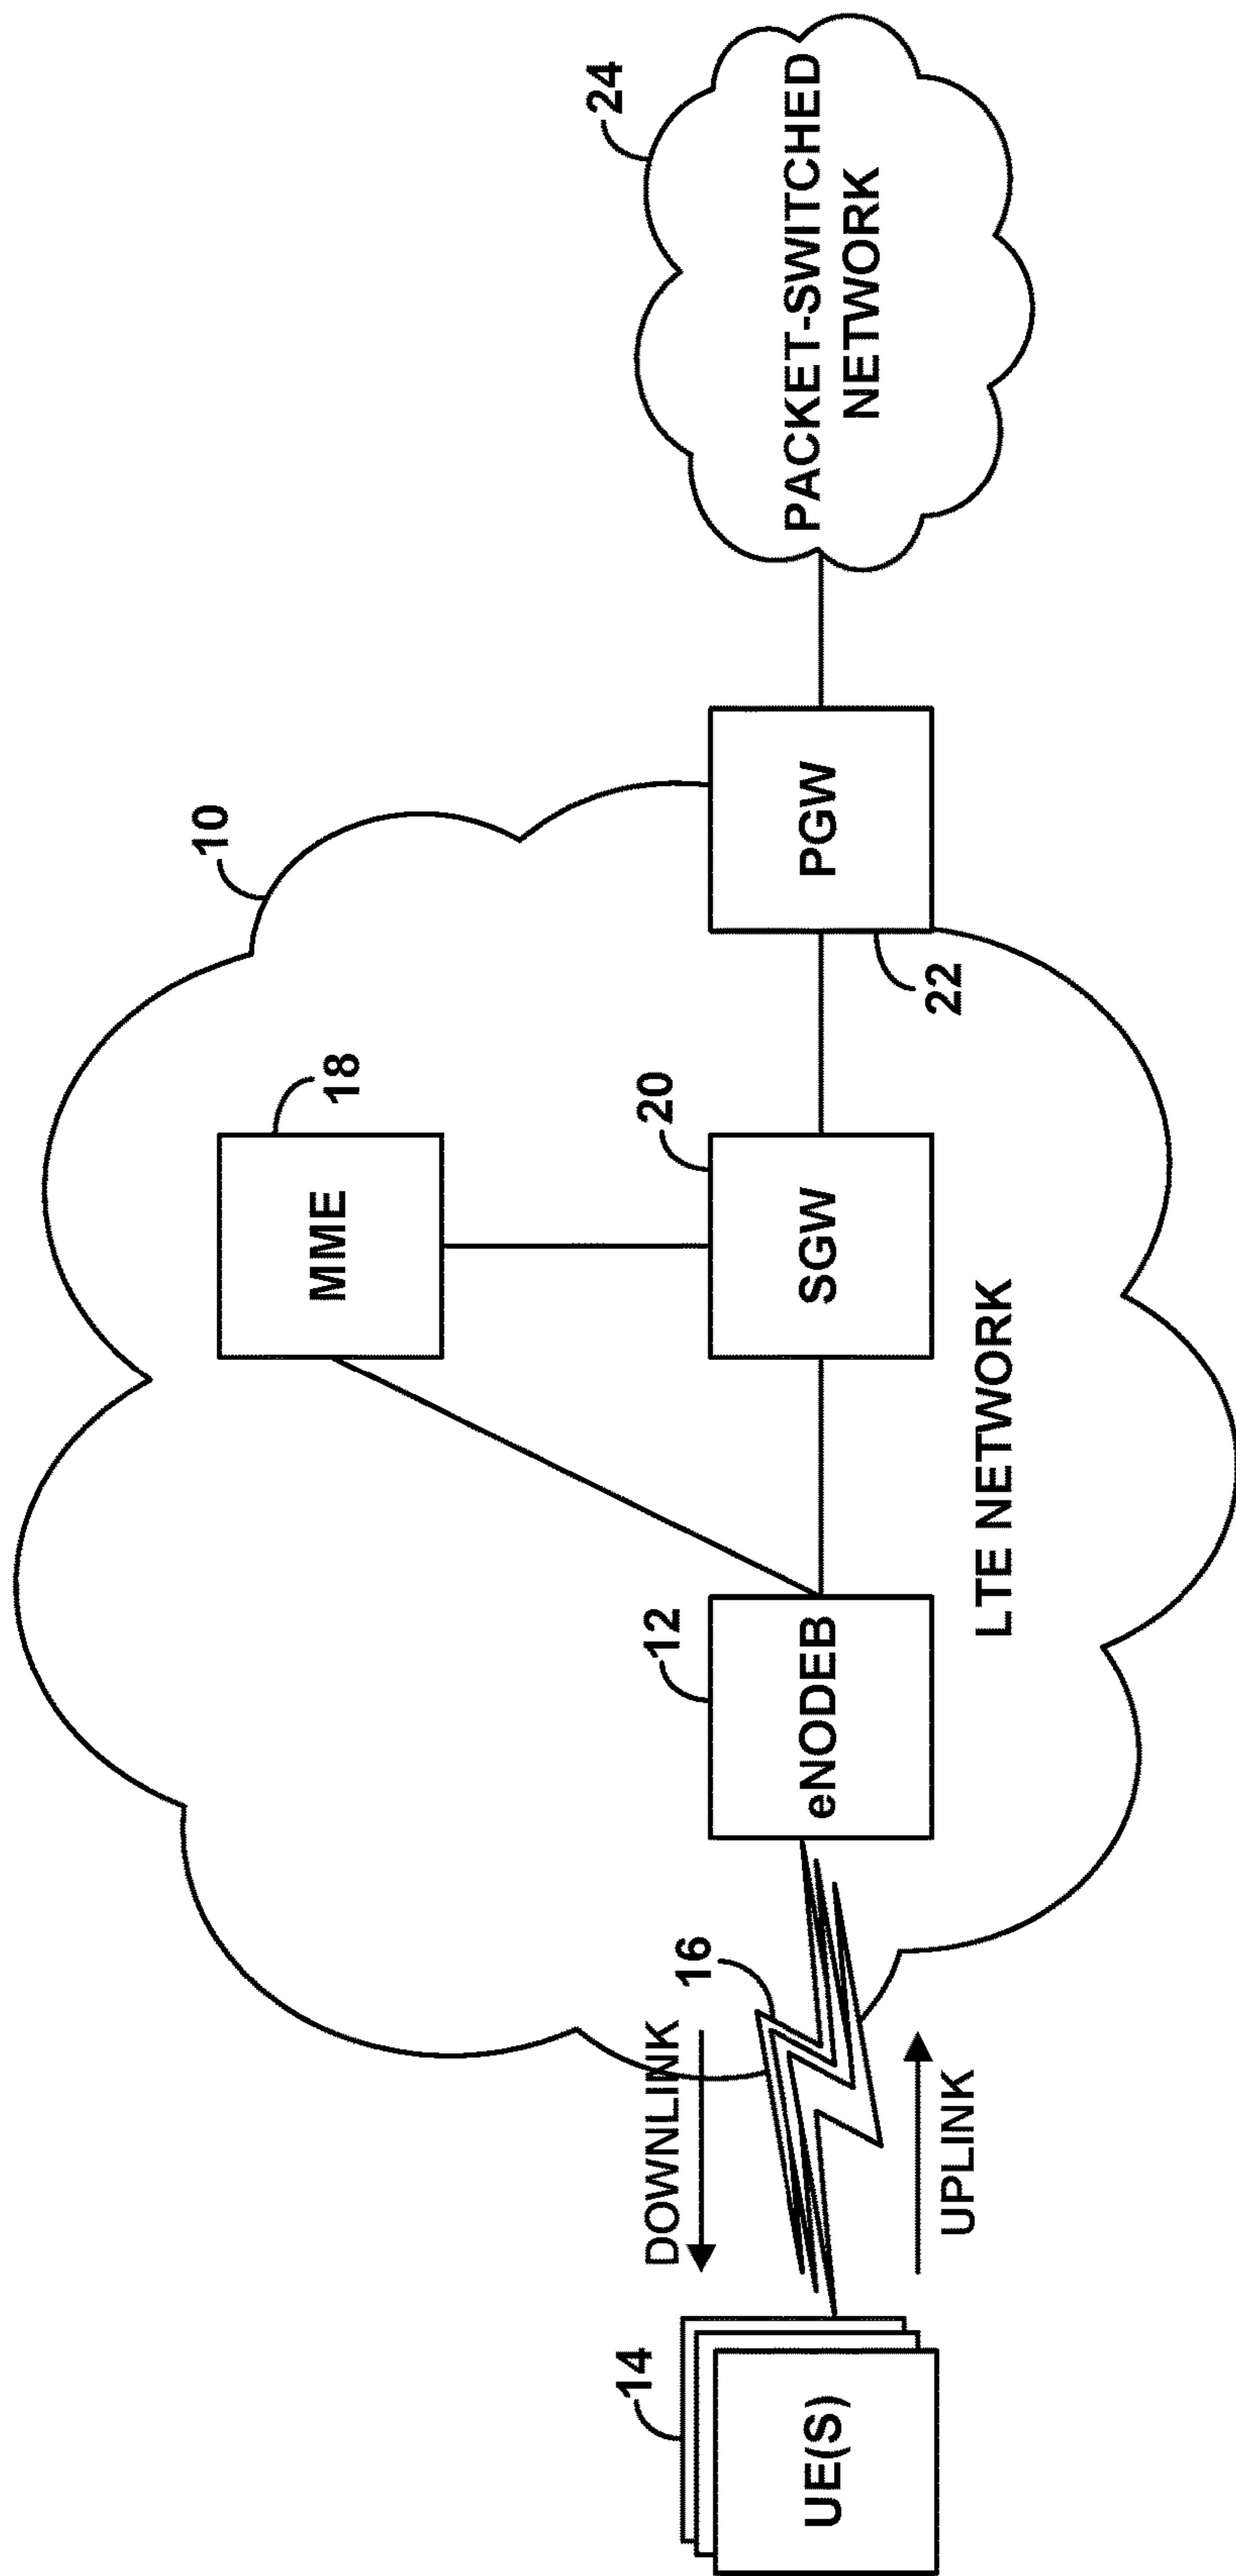 10
18
MME
24
14
DOWNLINK
16
12
20
UE(S)
eNODEB
SGW
PGW
PACKET-SWITCHED
NETWORK
22
UPLINK
LTE NETWORK